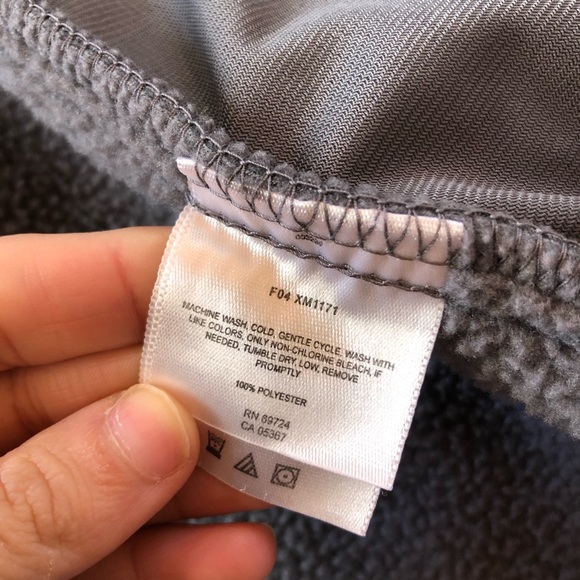 F04 XM1171
MACHINE WASH, COLD, GENTLE CYCLE, WASH WITH
LIKE COLORS, ONLY NON-CHLORINE BLEACH, IF
NEEDED, TUMBLE DRY, LOW, REMOVE
PROMPTLY
100% POLYESTER
RN 69724
CA 05367